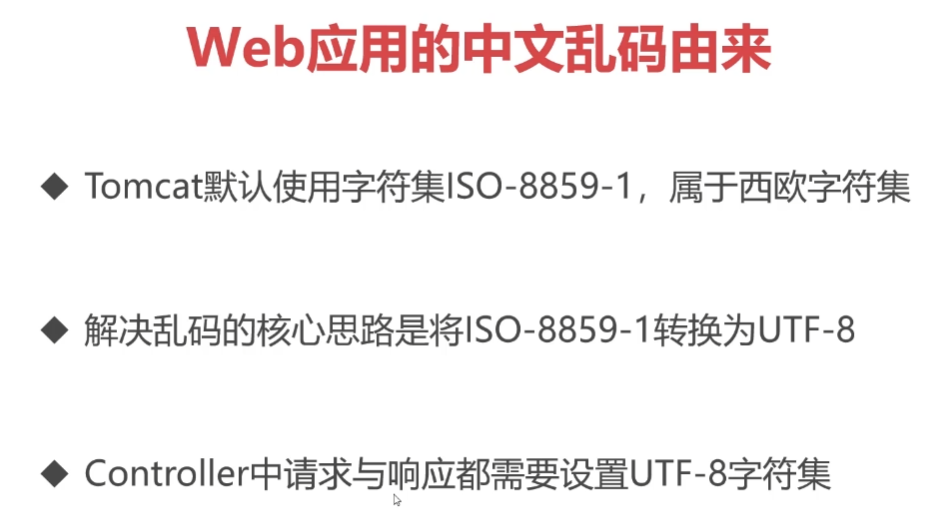 Web应用的中文乱码由来
◆ Tomcat默认使用字符集ISO-8859-1，属于西欧字符集
◆ 解决乱码的核心思路是将ISO-8859-1转换为UTF-8
◆ Controller中请求与响应都需要设置UTF-8字符集